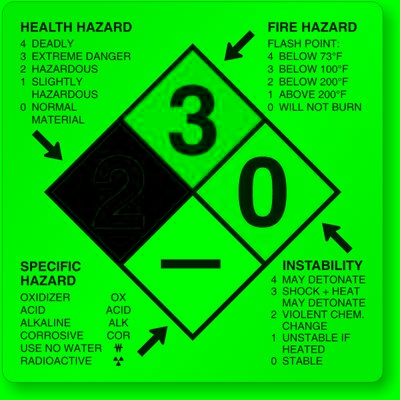 HEALTH HAZARD
4 DEADLY
3 EXTREME DANGER
2 HAZARDOUS
1 SLIGHTLY
HAZARDOUS
0 NORMAL
MATERIAL
FIRE HAZARD
FLASH POINT:
4 BELOW 73°F
3 BELOW 100°F
2 BELOW 200°F
1 ABOVE 200°F
0 WILL NOT BURN
3
2
0
—
SPECIFIC
HAZARD
OXIDIZER OX
ACID ACID
ALKALINE ALK
CORROSIVE COR
USE NO WATER W
RADIOACTIVE ☢
INSTABILITY
4 MAY DETONATE
3 SHOCK + HEAT
MAY DETONATE
2 VIOLENT CHEM.
CHANGE
1 UNSTABLE IF
HEATED
0 STABLE